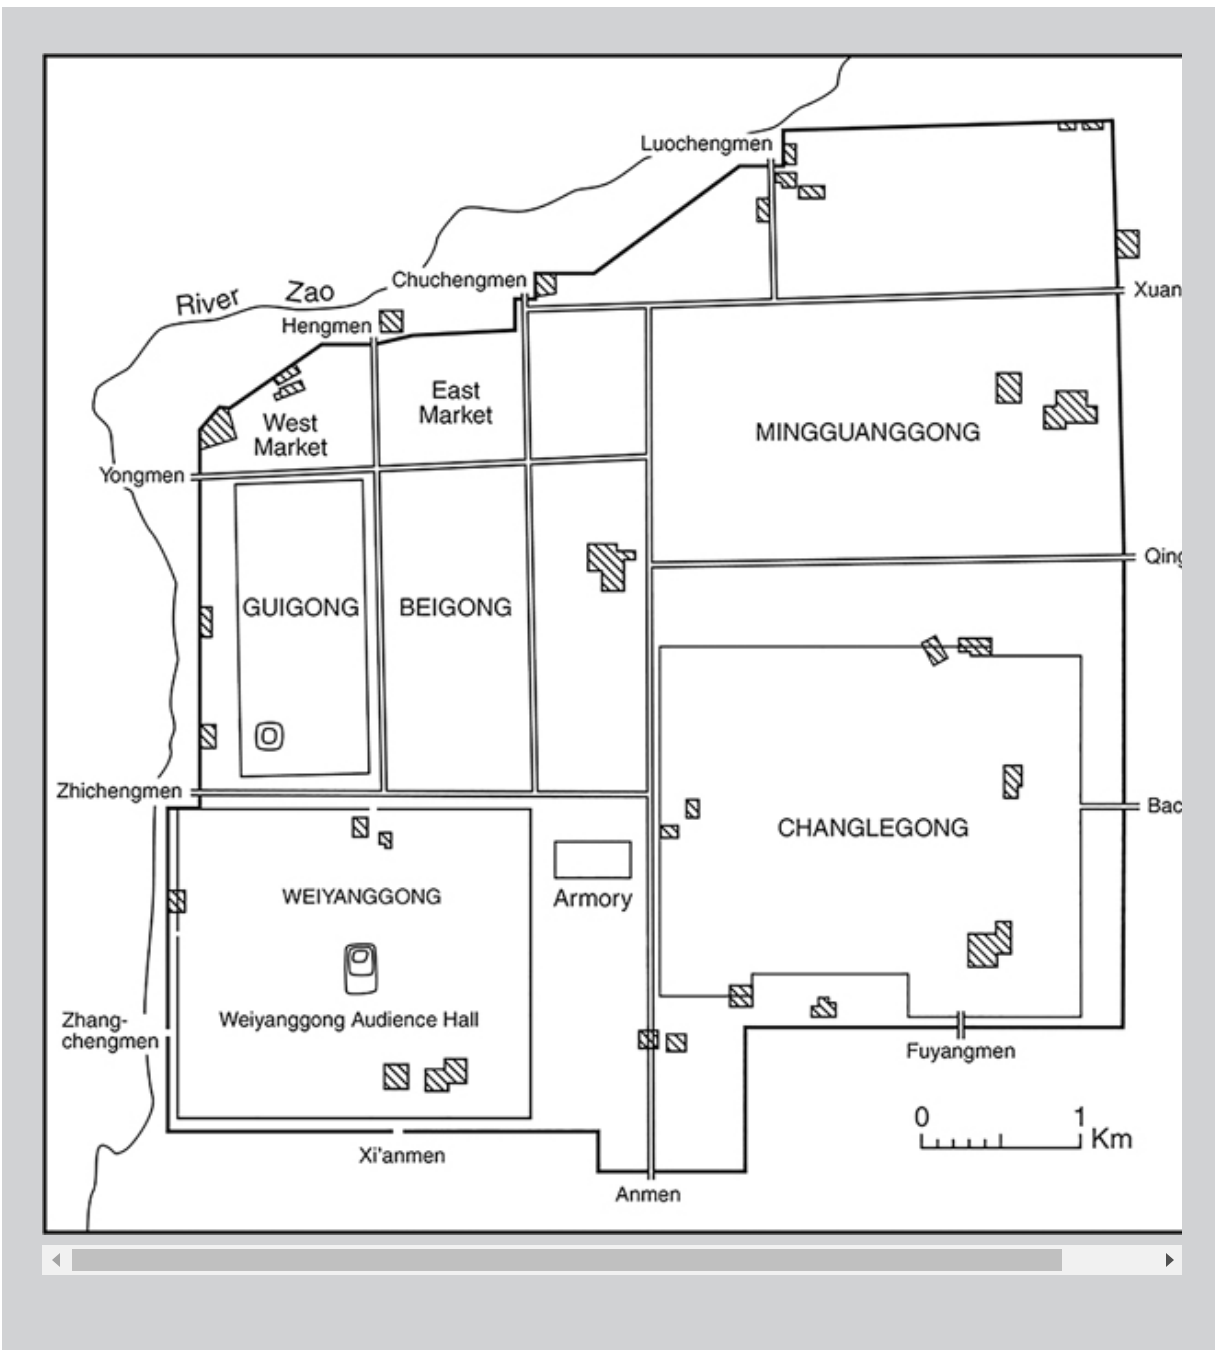 Luochengmen
Chuchengmen
River Zao
Xuan
Hengmen
East
Market
West
Market
MINGGUANGGONG
Yongmen
Qing
GUIGONG
BEIGONG
Zhichengmen
Bac
CHANGLEGONG
WEIYANGGONG
Armory
Weiyanggong Audience Hall
Zhang-
chengmen
Fuyangmen
0 1
Km
Xi'anmen
Anmen